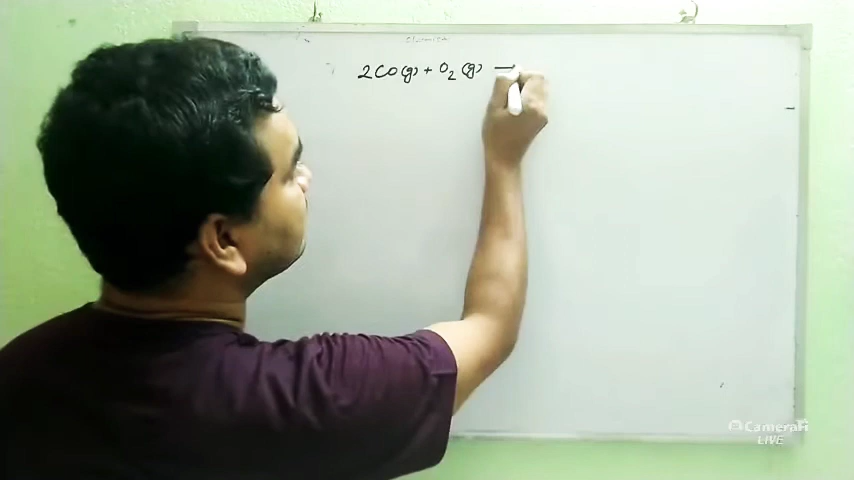 2CO(g) + O₂(g) —
CameraFi
LIVE